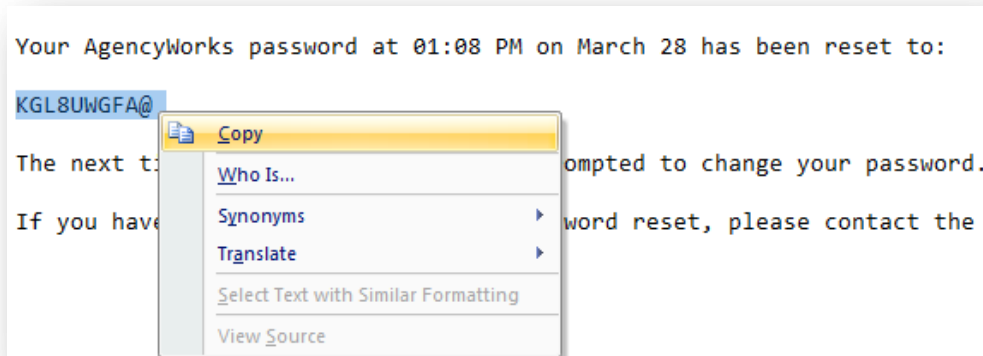 Your AgencyWorks password at 01:08 PM on March 28 has been reset to:
KGL8UWGFA@
Copy
The next ompted to change your password.
Who Is...
Synonyms
If you have word reset, please contact the
Translate
Select Text with Similar Formatting
View Source